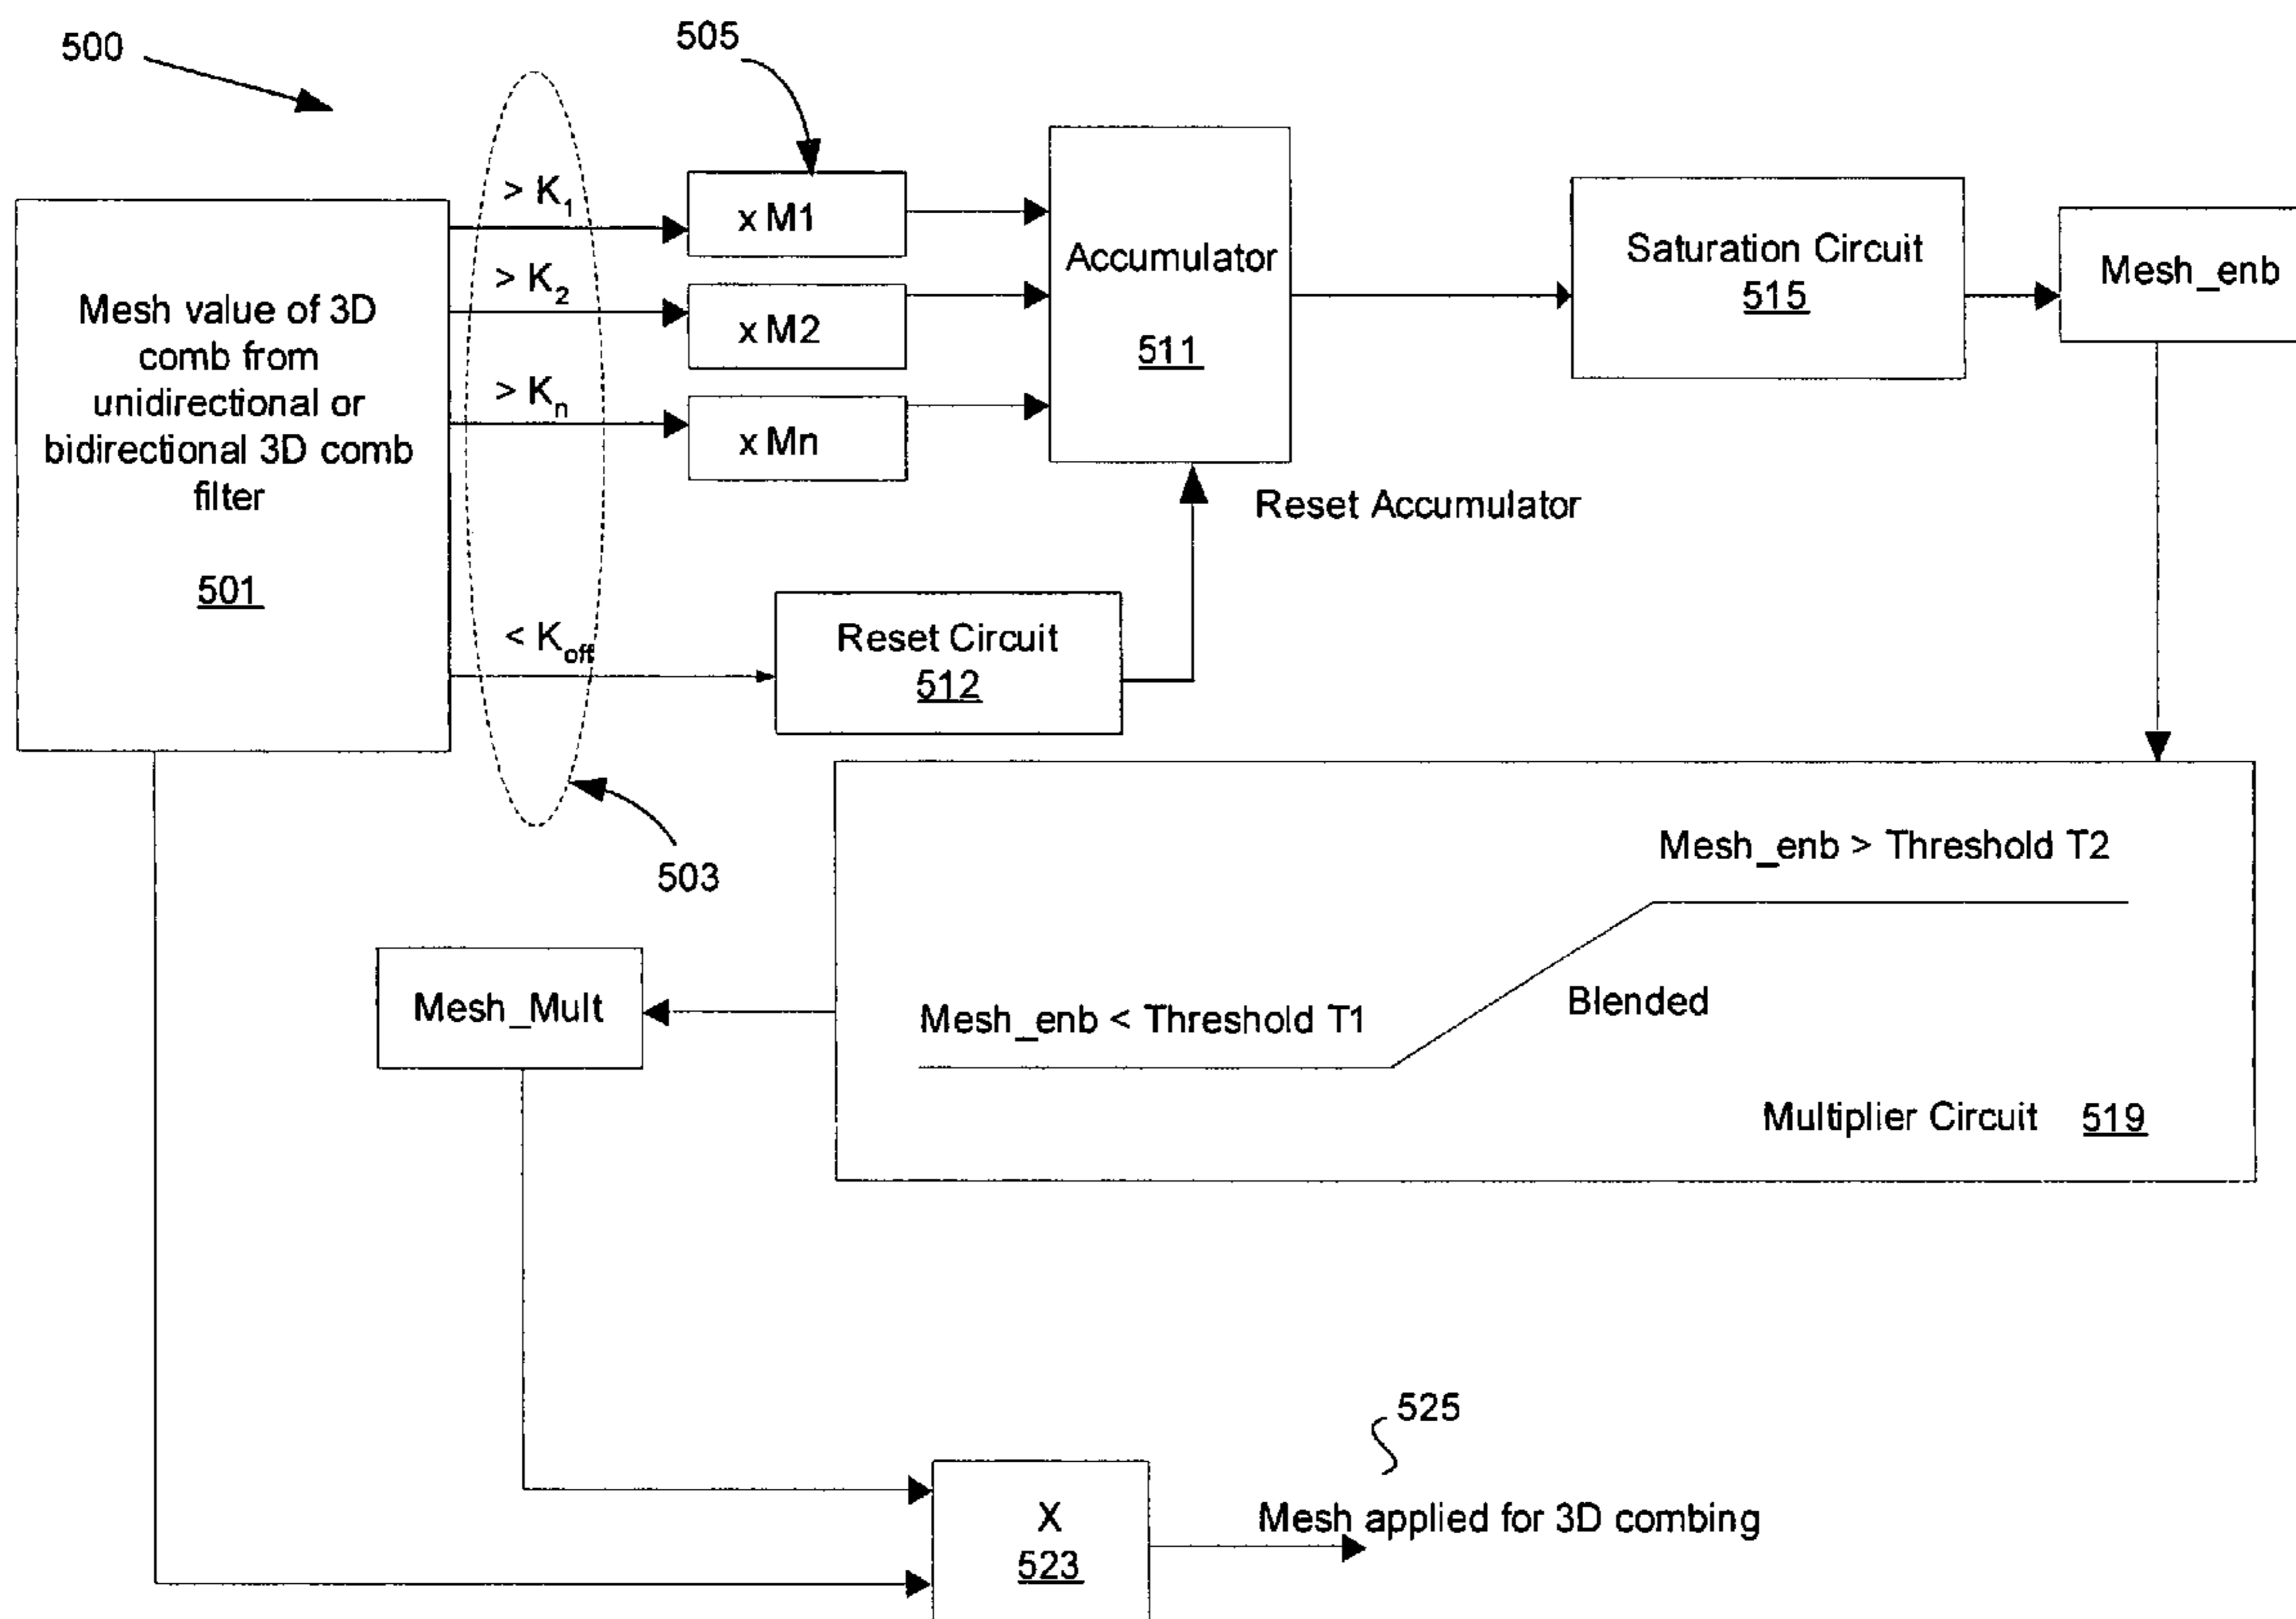 500
505
> K1
x M1
> K2
x M2
> Kn
x Mn
Mesh value of 3D
comb from
unidirectional or
bidirectional 3D comb
filter
501
Accumulator
511
Saturation Circuit
515
Mesh_enb
Reset Accumulator
< Koff
Reset Circuit
512
503
Mesh_enb > Threshold T2
Mesh_enb < Threshold T1
Blended
Multiplier Circuit 519
Mesh_Mult
525
X
523
Mesh applied for 3D combing